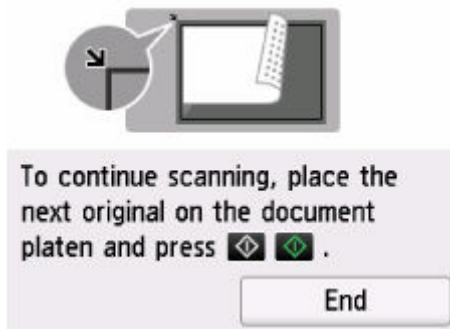 To continue scanning, place the
next original on the document
platen and press .
End